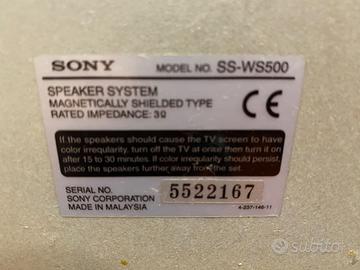 SONY MODEL NO. SS-WS500
SPEAKER SYSTEM
MAGNETICALLY SHIELDED TYPE
RATED IMPEDANCE: 3Ω
CE
If the speakers should cause the TV screen to have
color irregularity, turn off the TV at once then turn it on
after 15 to 30 minutes. If color irregularity should persist,
place the speakers further away from the set.
SERIAL NO. 5522167
SONY CORPORATION
MADE IN MALAYSIA 4-237-146-11
subito